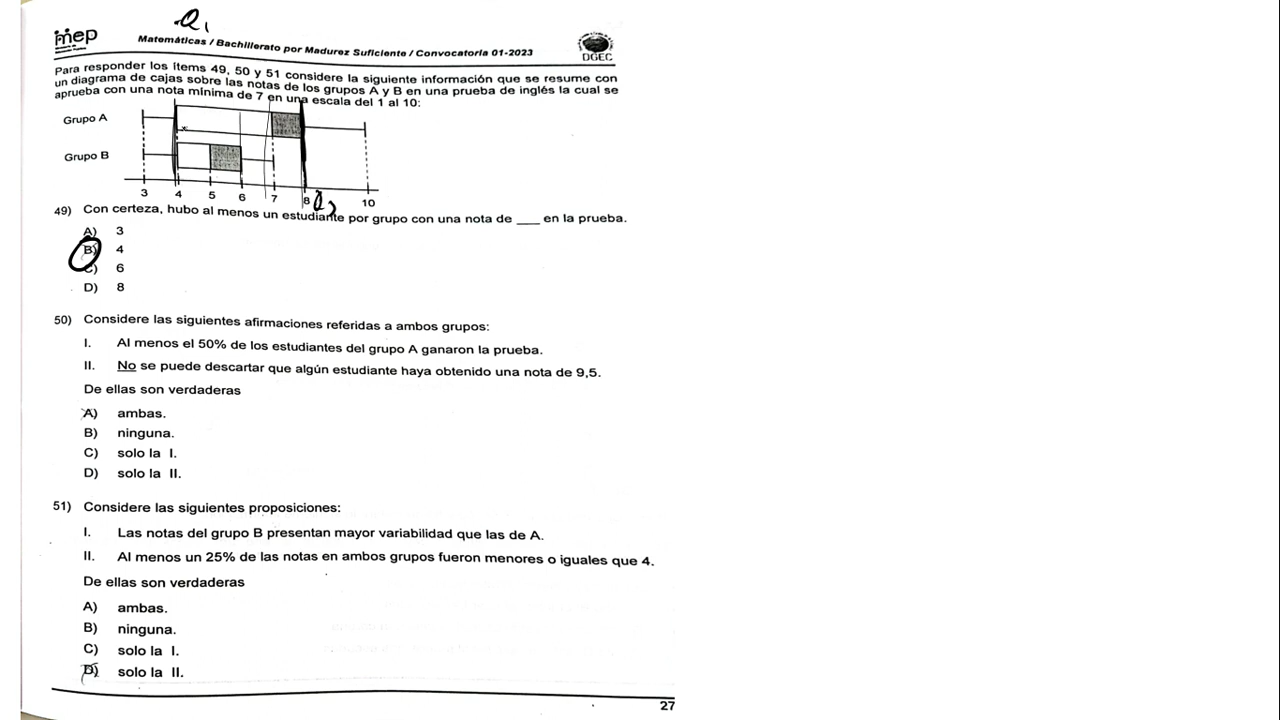 Q1
mep
Matemáticas / Bachillerato por Madurez Suficiente / Convocatoria 01-2023
DGEC
Para responder los ítems 49, 50 y 51 considere la siguiente información que se resume con
un diagrama de cajas sobre las notas de los grupos A y B en una prueba de inglés la cual se
aprueba con una nota mínima de 7 en una escala del 1 al 10:
Grupo A
Grupo B
3 4 5 6 7 8 10
49) Con certeza, hubo al menos un estudiante por grupo con una nota de ____ en la prueba.
A) 3
B) 4
C) 6
D) 8
50) Considere las siguientes afirmaciones referidas a ambos grupos:
I. Al menos el 50% de los estudiantes del grupo A ganaron la prueba.
II. No se puede descartar que algún estudiante haya obtenido una nota de 9,5.
De ellas son verdaderas
A) ambas.
B) ninguna.
C) solo la I.
D) solo la II.
51) Considere las siguientes proposiciones:
I. Las notas del grupo B presentan mayor variabilidad que las de A.
II. Al menos un 25% de las notas en ambos grupos fueron menores o iguales que 4.
De ellas son verdaderas
A) ambas.
B) ninguna.
C) solo la I.
D) solo la II.
27